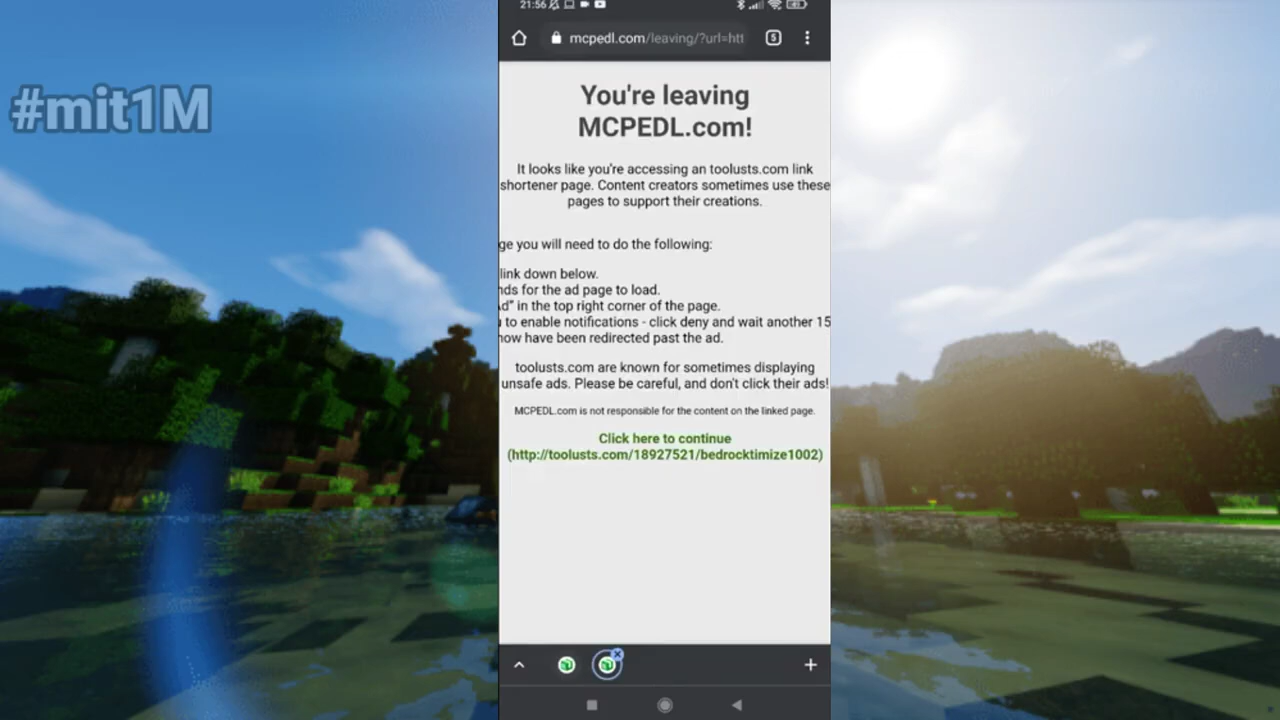 21:56
mcpedl.com/leaving/?url=htt
5
#mit1M
You're leaving
MCPEDL.com!
It looks like you're accessing an toolusts.com link
shortener page. Content creators sometimes use these
pages to support their creations.
ge you will need to do the following:
link down below.
nds for the ad page to load.
Ad" in the top right corner of the page.
to enable notifications - click deny and wait another 15
now have been redirected past the ad.
toolusts.com are known for sometimes displaying
unsafe ads. Please be careful, and don't click their ads!
MCPEDL.com is not responsible for the content on the linked page.
Click here to continue
(http://toolusts.com/18927521/bedrocktimize1002)